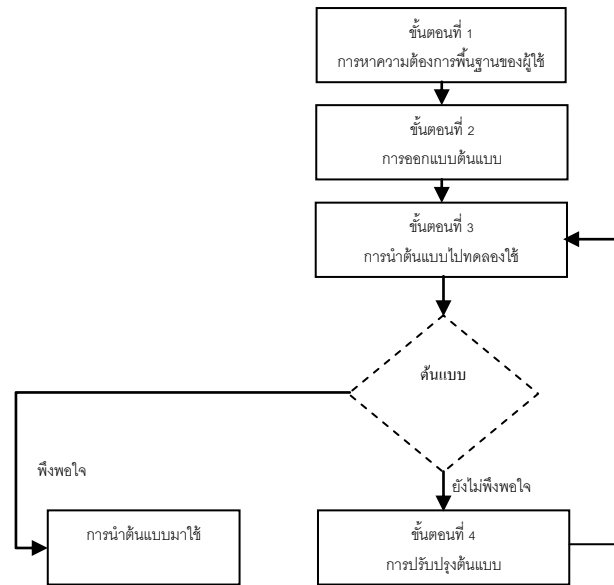 ขั้นตอนที่ 1
การหาความต้องการพื้นฐานของผู้ใช้
ขั้นตอนที่ 2
การออกแบบต้นแบบ
ขั้นตอนที่ 3
การนำต้นแบบไปทดลองใช้
ต้นแบบ
พึงพอใจ
ยังไม่พึงพอใจ
การนำต้นแบบมาใช้
ขั้นตอนที่ 4
การปรับปรุงต้นแบบ